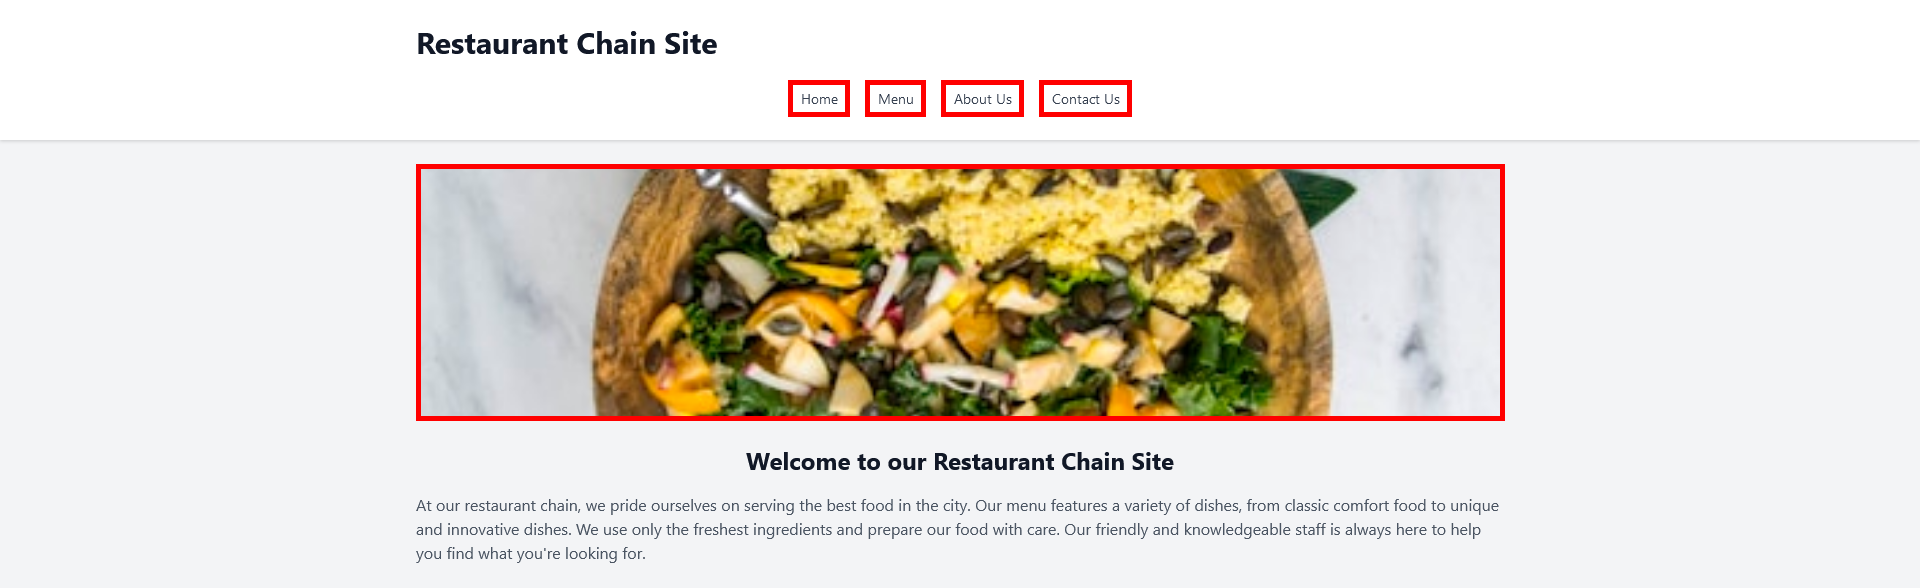 Restaurant Chain Site
Home Menu About Us Contact Us
Welcome to our Restaurant Chain Site
At our restaurant chain, we pride ourselves on serving the best food in the city. Our menu features a variety of dishes, from classic comfort food to unique
and innovative dishes. We use only the freshest ingredients and prepare our food with care. Our friendly and knowledgeable staff is always here to help
you find what you're looking for.